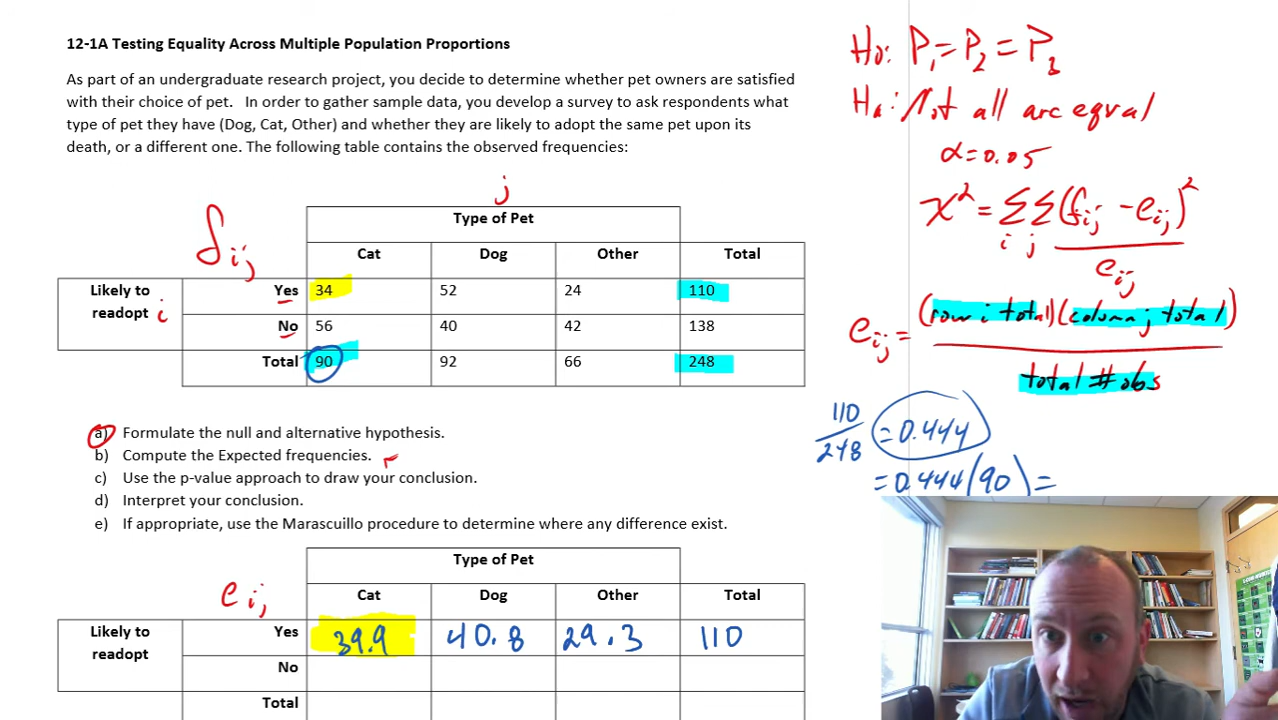 12-1A Testing Equality Across Multiple Population Proportions
As part of an undergraduate research project, you decide to determine whether pet owners are satisfied
with their choice of pet. In order to gather sample data, you develop a survey to ask respondents what
type of pet they have (Dog, Cat, Other) and whether they are likely to adopt the same pet upon its
death, or a different one. The following table contains the observed frequencies:
j
fij
Type of Pet
Cat Dog Other Total
Likely to readopt i
Yes 34 52 24 110
No 56 40 42 138
Total 90 92 66 248
a) Formulate the null and alternative hypothesis.
b) Compute the Expected frequencies.
c) Use the p-value approach to draw your conclusion.
d) Interpret your conclusion.
e) If appropriate, use the Marascuillo procedure to determine where any difference exist.
eij
Type of Pet
Cat Dog Other Total
Likely to readopt
Yes 39.9 40.8 29.3 110
No
Total
Ho: P1 = P2 = P3
Ha: Not all are equal
α = 0.05
χ² = Σi Σj (fij - eij)² / eij
eij = (row i total)(column j total) / total # obs
110 / 248 = 0.444
= 0.444(90) =